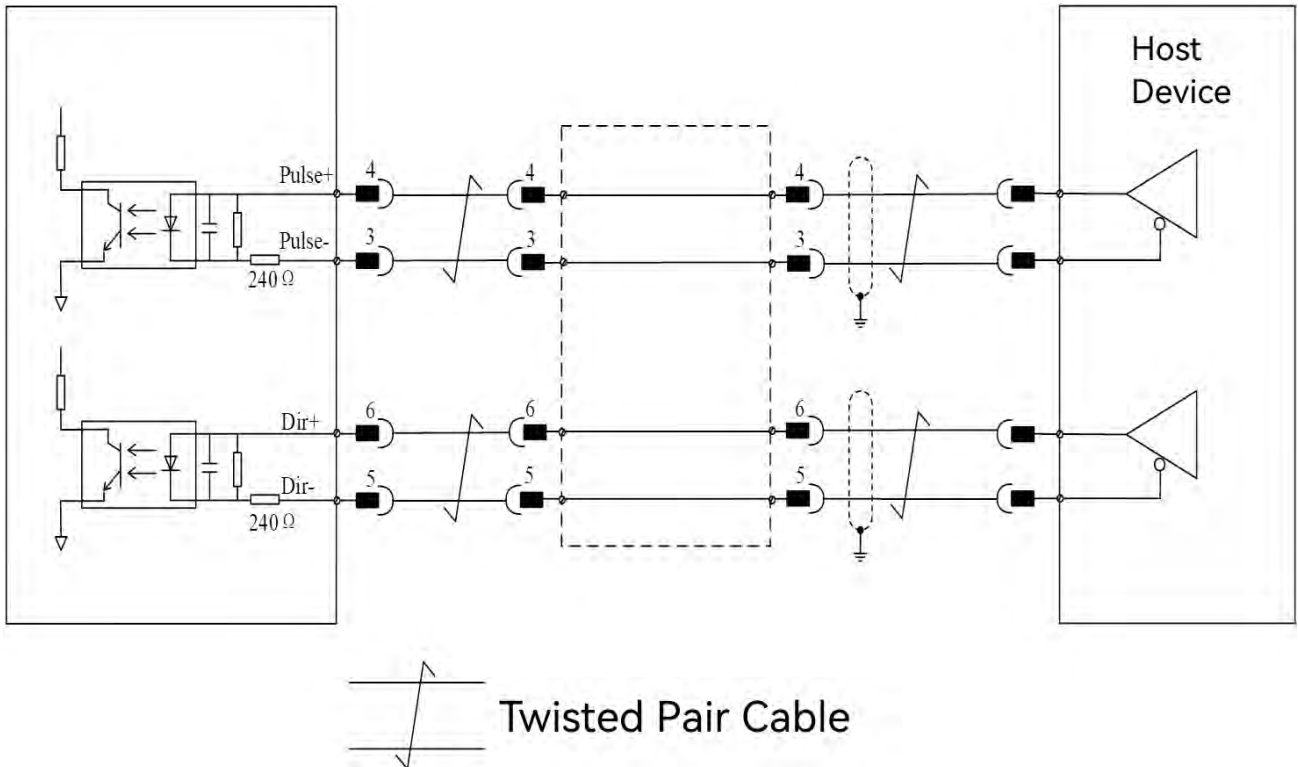 Host
Device
Pulse+ 4 4 4
Pulse- 3 3 3
240 Ω
Dir+ 6 6 6
Dir- 5 5 5
240 Ω
Twisted Pair Cable